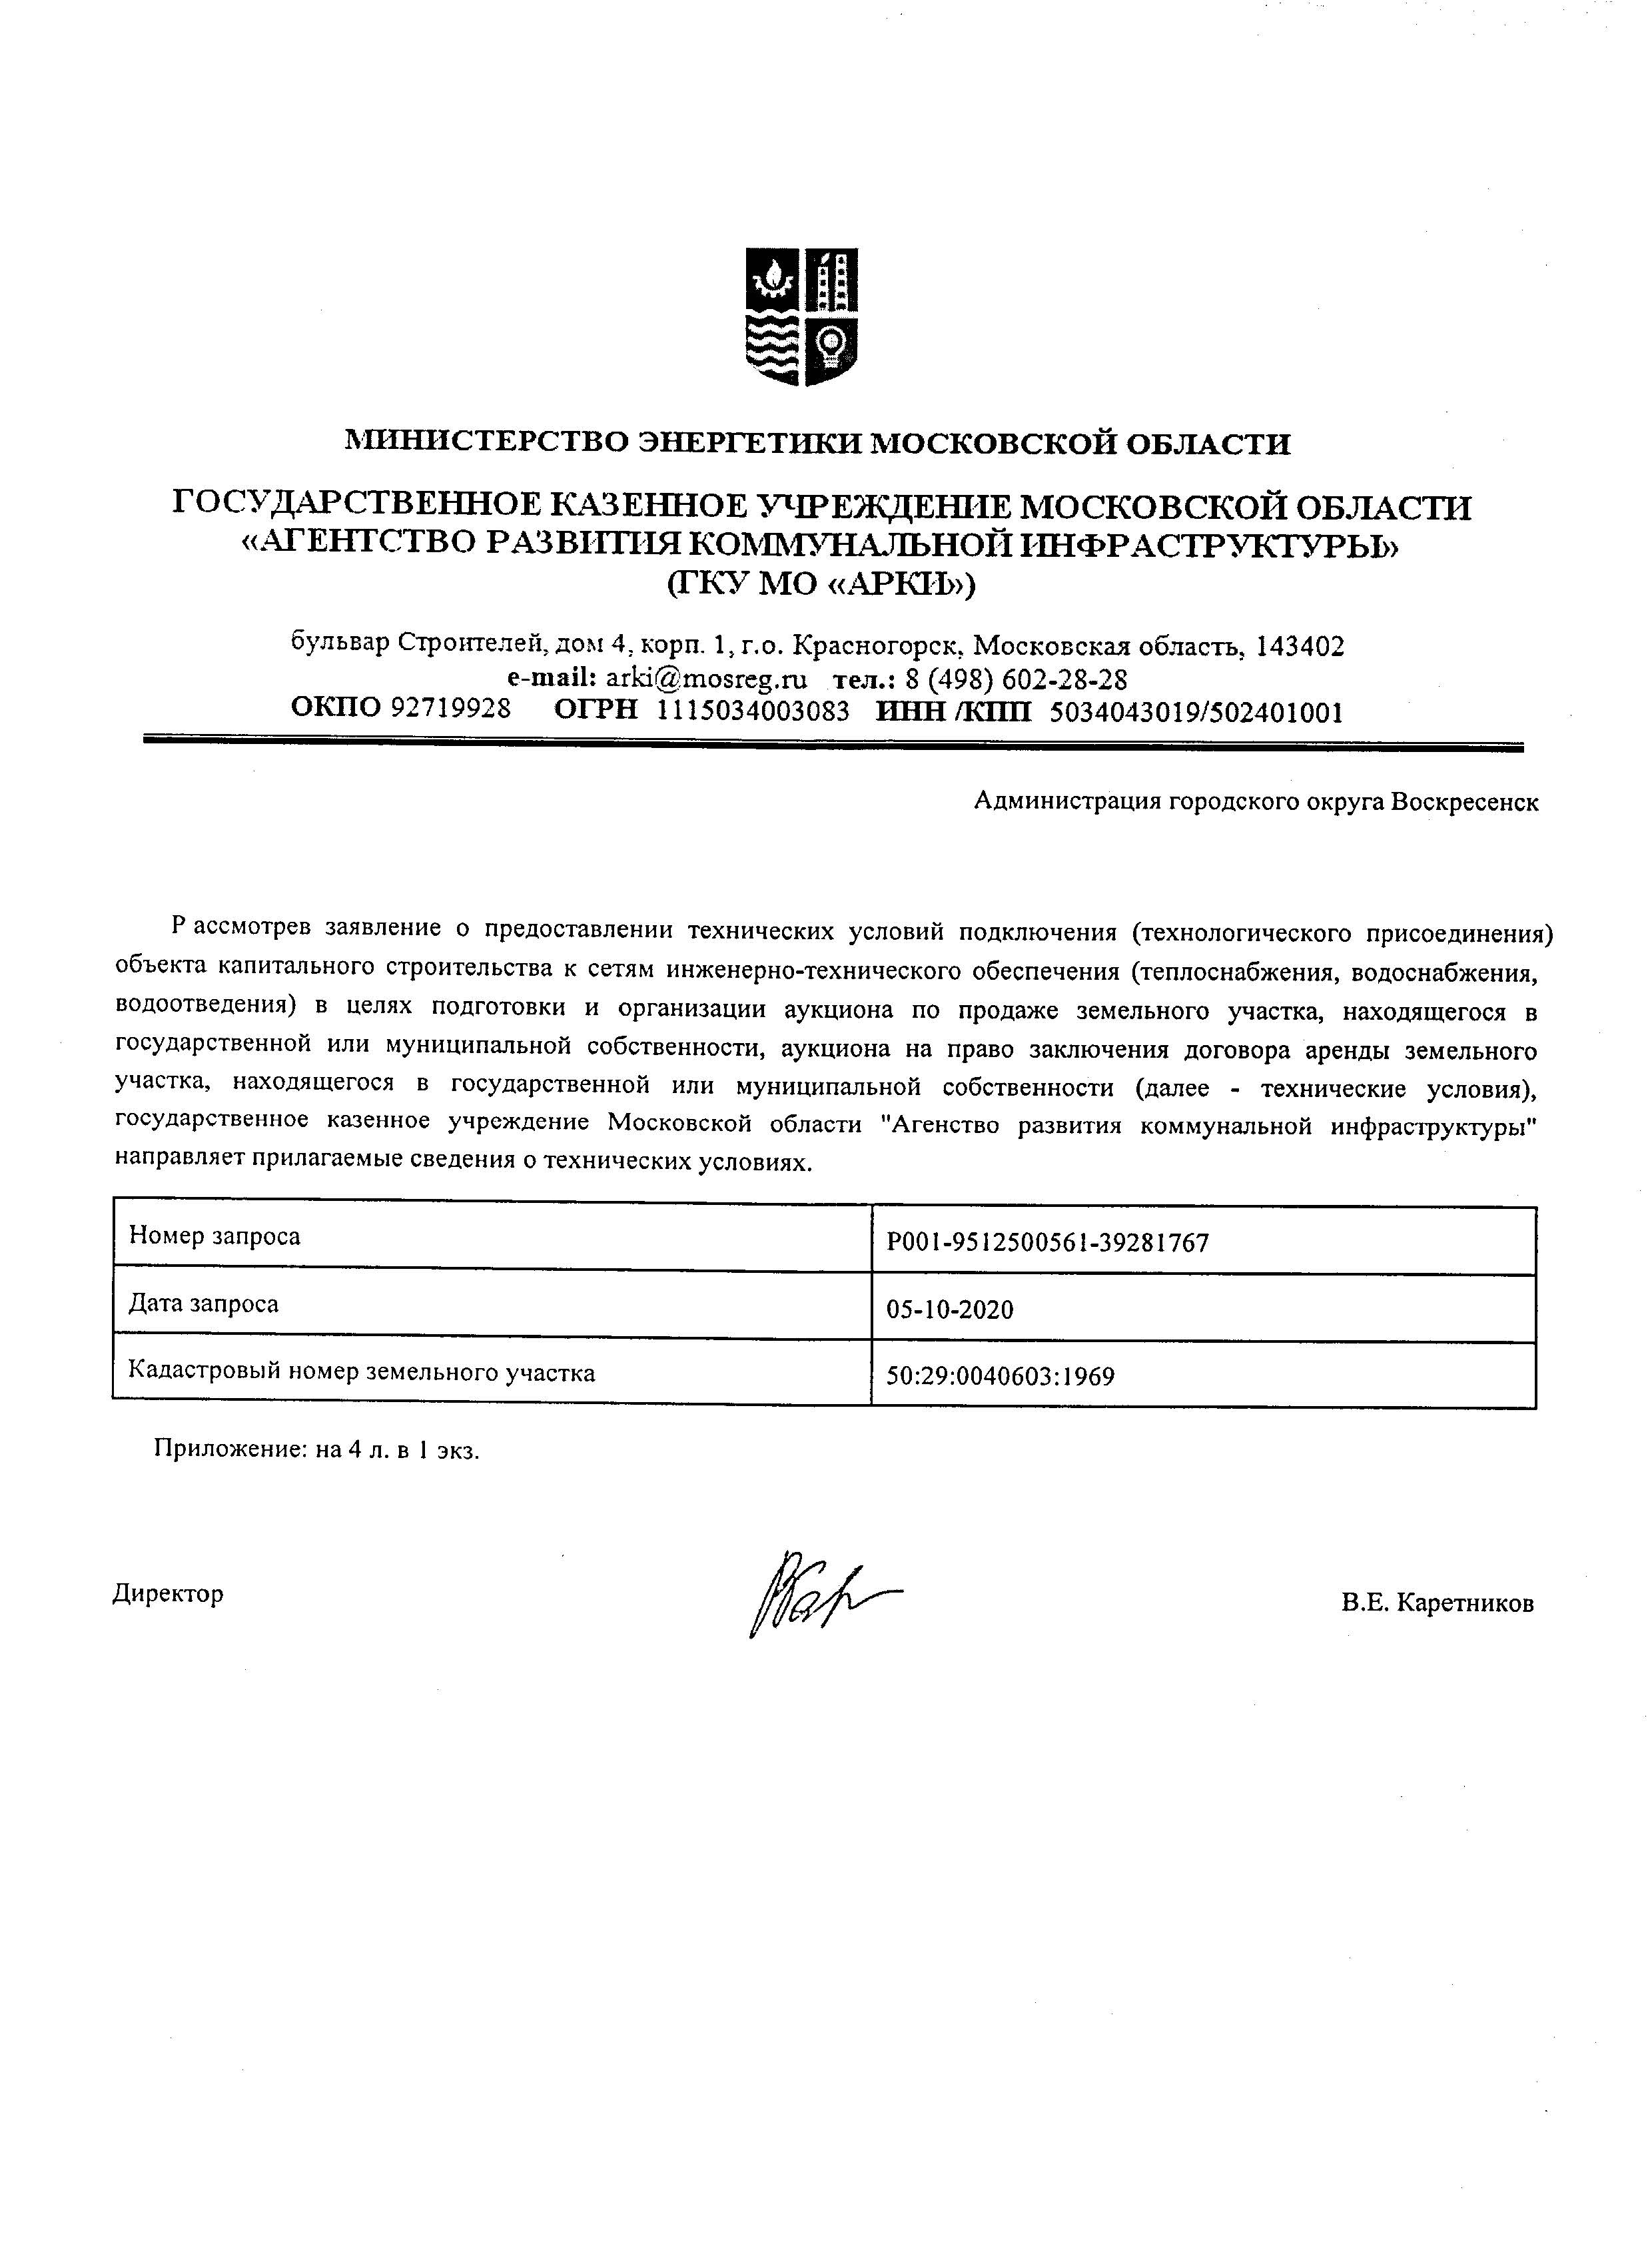 МИНИСТЕРСТВО ЭНЕРГЕТИКИ МОСКОВСКОЙ ОБЛАСТИ
ГОСУДАРСТВЕННОЕ КАЗЕННОЕ УЧРЕЖДЕНИЕ МОСКОВСКОЙ ОБЛАСТИ
«АГЕНТСТВО РАЗВИТИЯ КОММУНАЛЬНОЙ ИНФРАСТРУКТУРЫ»
(ГКУ МО «АРКИ»)
бульвар Строителей, дом 4, корп. 1, г.о. Красногорск, Московская область, 143402
e-mail: arki@mosreg.ru тел.: 8 (498) 602-28-28
ОКПО 92719928 ОГРН 1115034003083 ИНН /КПП 5034043019/502401001
Администрация городского округа Воскресенск
Р ассмотрев заявление о предоставлении технических условий подключения (технологического присоединения)
объекта капитального строительства к сетям инженерно-технического обеспечения (теплоснабжения, водоснабжения,
водоотведения) в целях подготовки и организации аукциона по продаже земельного участка, находящегося в
государственной или муниципальной собственности, аукциона на право заключения договора аренды земельного
участка, находящегося в государственной или муниципальной собственности (далее - технические условия),
государственное казенное учреждение Московской области "Агенство развития коммунальной инфраструктуры"
направляет прилагаемые сведения о технических условиях.
Номер запроса P001-9512500561-39281767
Дата запроса 05-10-2020
Кадастровый номер земельного участка 50:29:0040603:1969
Приложение: на 4 л. в 1 экз.
Директор В.Е. Каретников